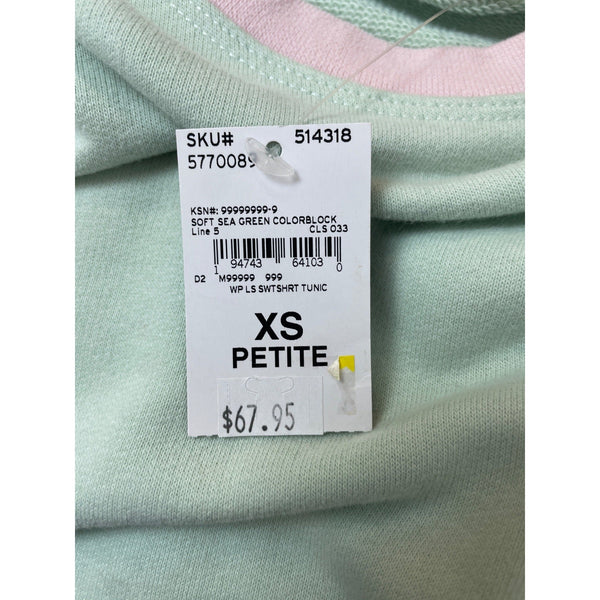 SKU# 514318
5770089
KSN#: 99999999-9
SOFT SEA GREEN COLORBLOCK
Line 5 CLS 033
1 94743 64103 0
D2 M99999 999
WP LS SWTSHRT TUNIC
XS
PETITE
$67.95